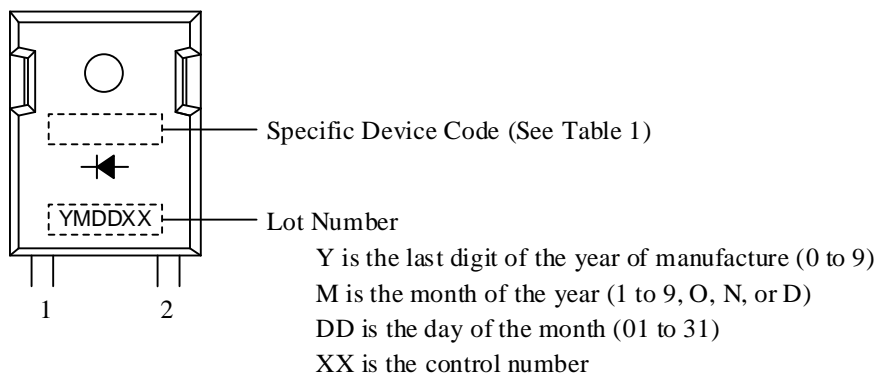 Specific Device Code (See Table 1)
YMDDXX
Lot Number
Y is the last digit of the year of manufacture (0 to 9)
M is the month of the year (1 to 9, O, N, or D)
DD is the day of the month (01 to 31)
XX is the control number
1 2